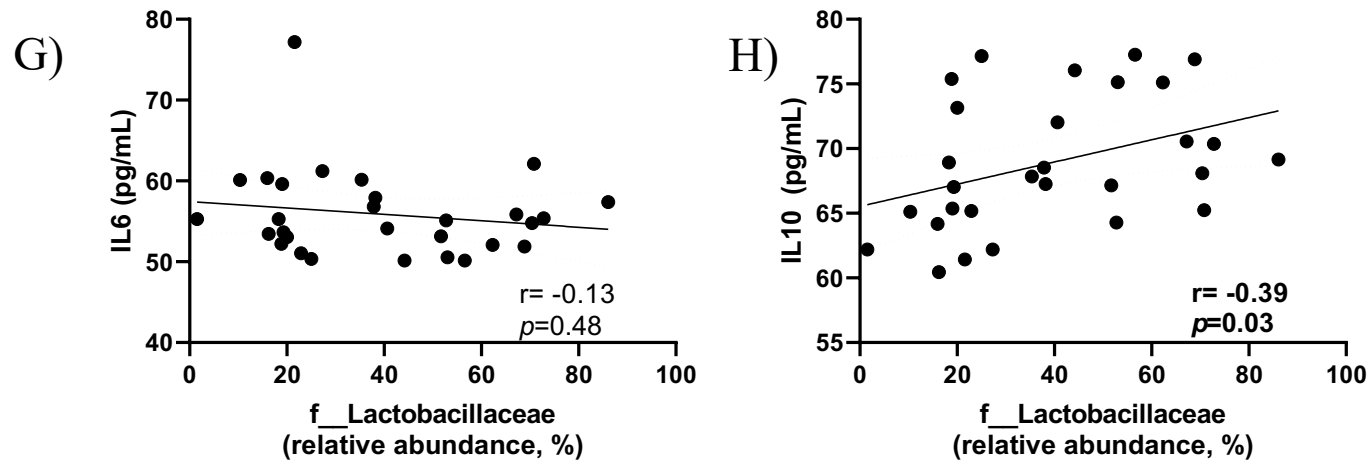 G)
80
70
60
50
40
IL6 (pg/mL)
r= -0.13
p=0.48
0 20 40 60 80 100
f__Lactobacillaceae
(relative abundance, %)
H)
80
75
70
65
60
55
IL10 (pg/mL)
r= -0.39
p=0.03
0 20 40 60 80 100
f__Lactobacillaceae
(relative abundance, %)